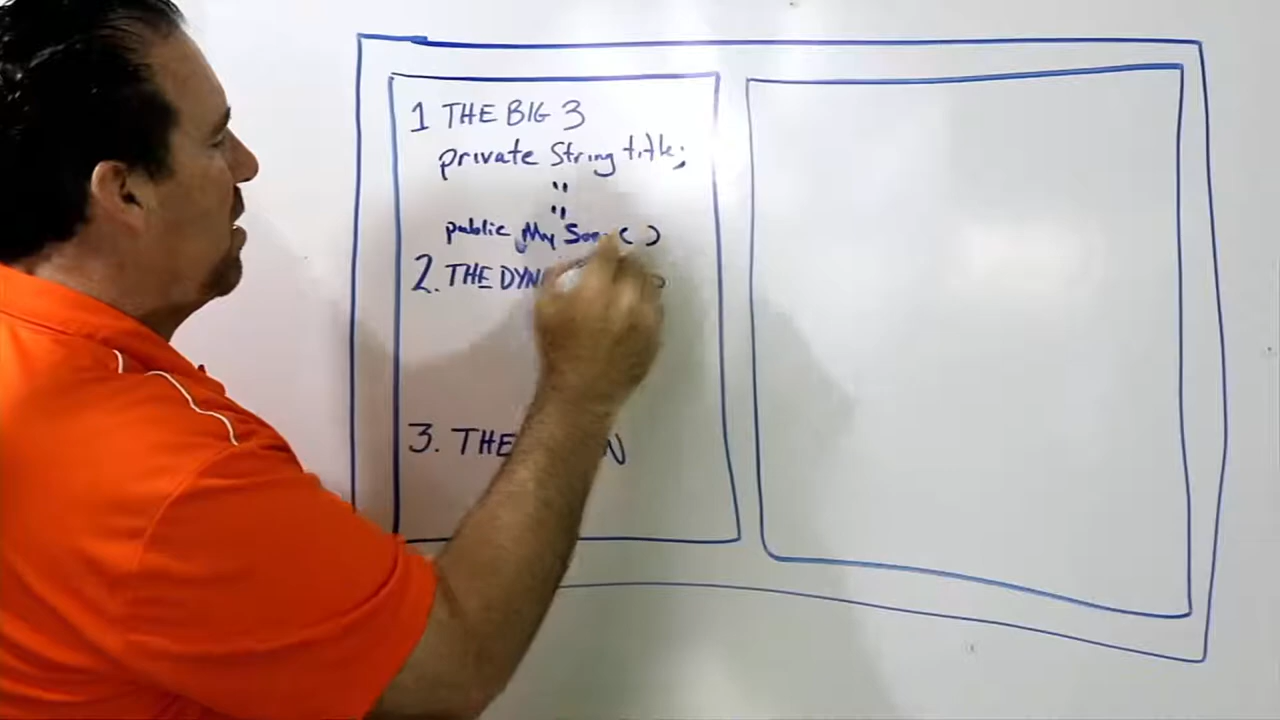 1 THE BIG 3
private String title;
"
"
public My ( )
2. THE
3. THE